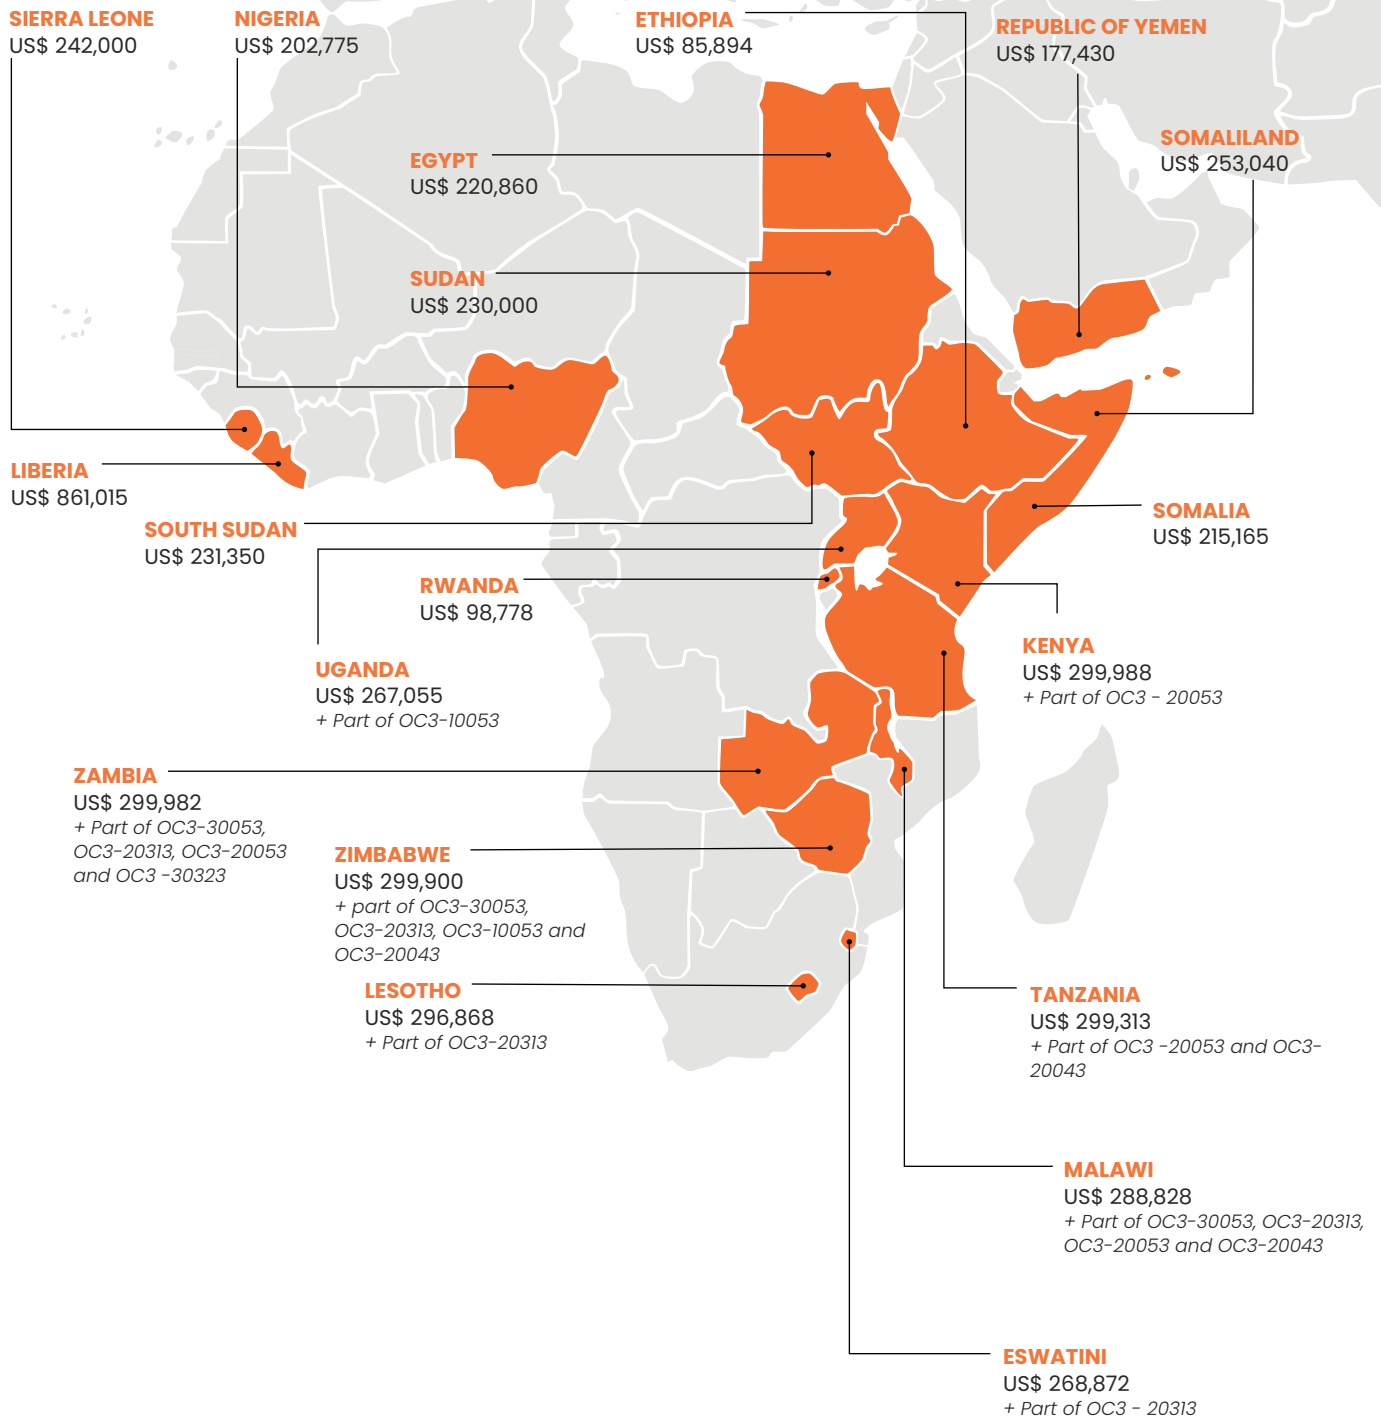 SIERRA LEONE
US$ 242,000
NIGERIA
US$ 202,775
ETHIOPIA
US$ 85,894
REPUBLIC OF YEMEN
US$ 177,430
SOMALILAND
US$ 253,040
EGYPT
US$ 220,860
SUDAN
US$ 230,000
LIBERIA
US$ 861,015
SOUTH SUDAN
US$ 231,350
SOMALIA
US$ 215,165
RWANDA
US$ 98,778
UGANDA
US$ 267,055
+ Part of OC3-10053
KENYA
US$ 299,988
+ Part of OC3 - 20053
ZAMBIA
US$ 299,982
+ Part of OC3-30053,
OC3-20313, OC3-20053
and OC3 -30323
ZIMBABWE
US$ 299,900
+ part of OC3-30053,
OC3-20313, OC3-10053 and
OC3-20043
LESOTHO
US$ 296,868
+ Part of OC3-20313
TANZANIA
US$ 299,313
+ Part of OC3 -20053 and OC3-
20043
MALAWI
US$ 288,828
+ Part of OC3-30053, OC3-20313,
OC3-20053 and OC3-20043
ESWATINI
US$ 268,872
+ Part of OC3 - 20313